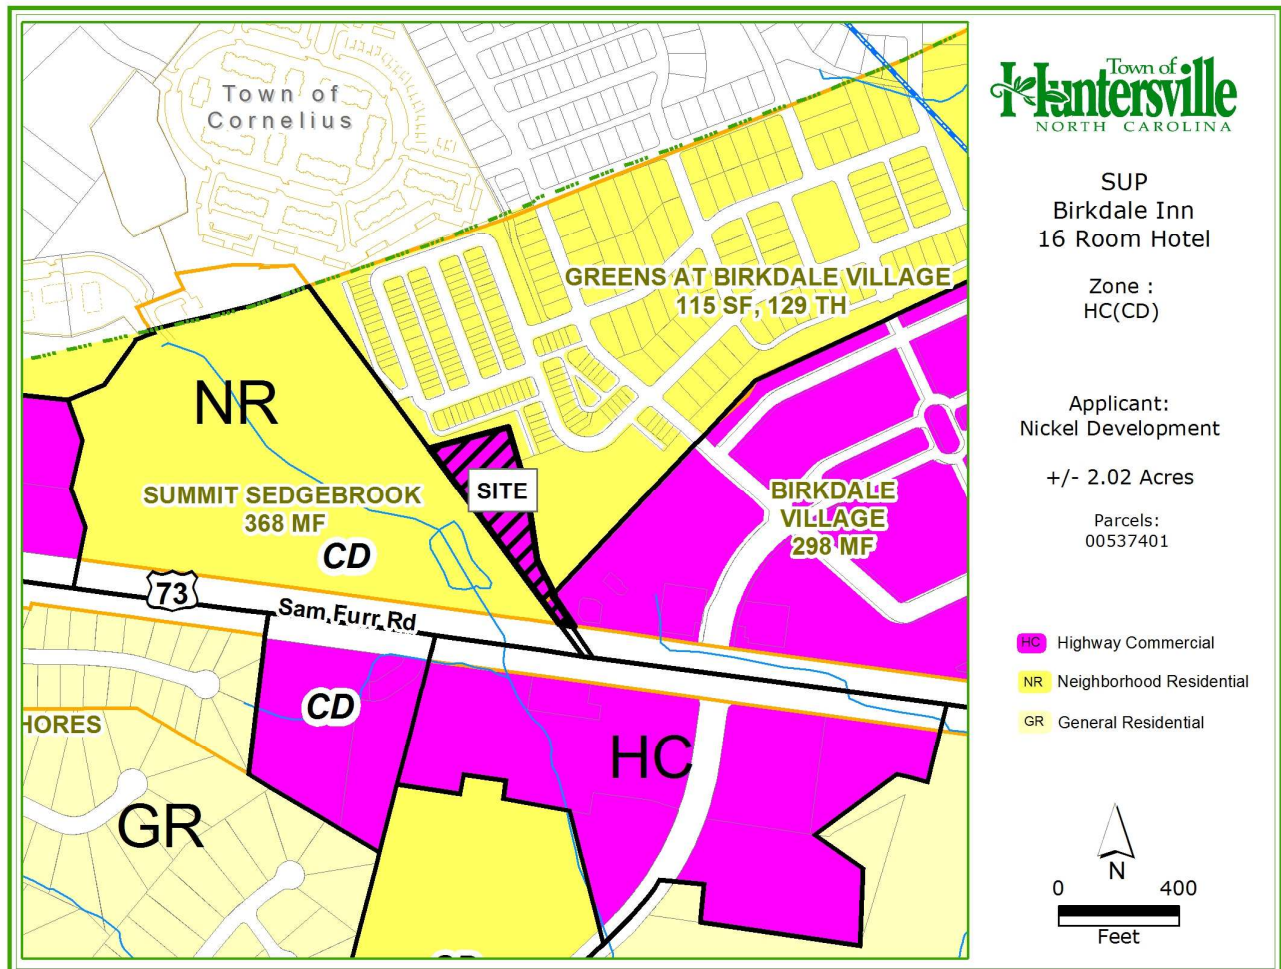 Town of
Cornelius
GREENS AT BIRKDALE VILLAGE
115 SF, 129 TH
NR
SITE
SUMMIT SEDGEBROOK
368 MF
BIRKDALE
VILLAGE
298 MF
CD
73
Sam Furr Rd
CD
HORES
HC
GR
Town of
Huntersville
NORTH CAROLINA
SUP
Birkdale Inn
16 Room Hotel
Zone :
HC(CD)
Applicant:
Nickel Development
+/- 2.02 Acres
Parcels:
00537401
HC Highway Commercial
NR Neighborhood Residential
GR General Residential
N
0 400
Feet